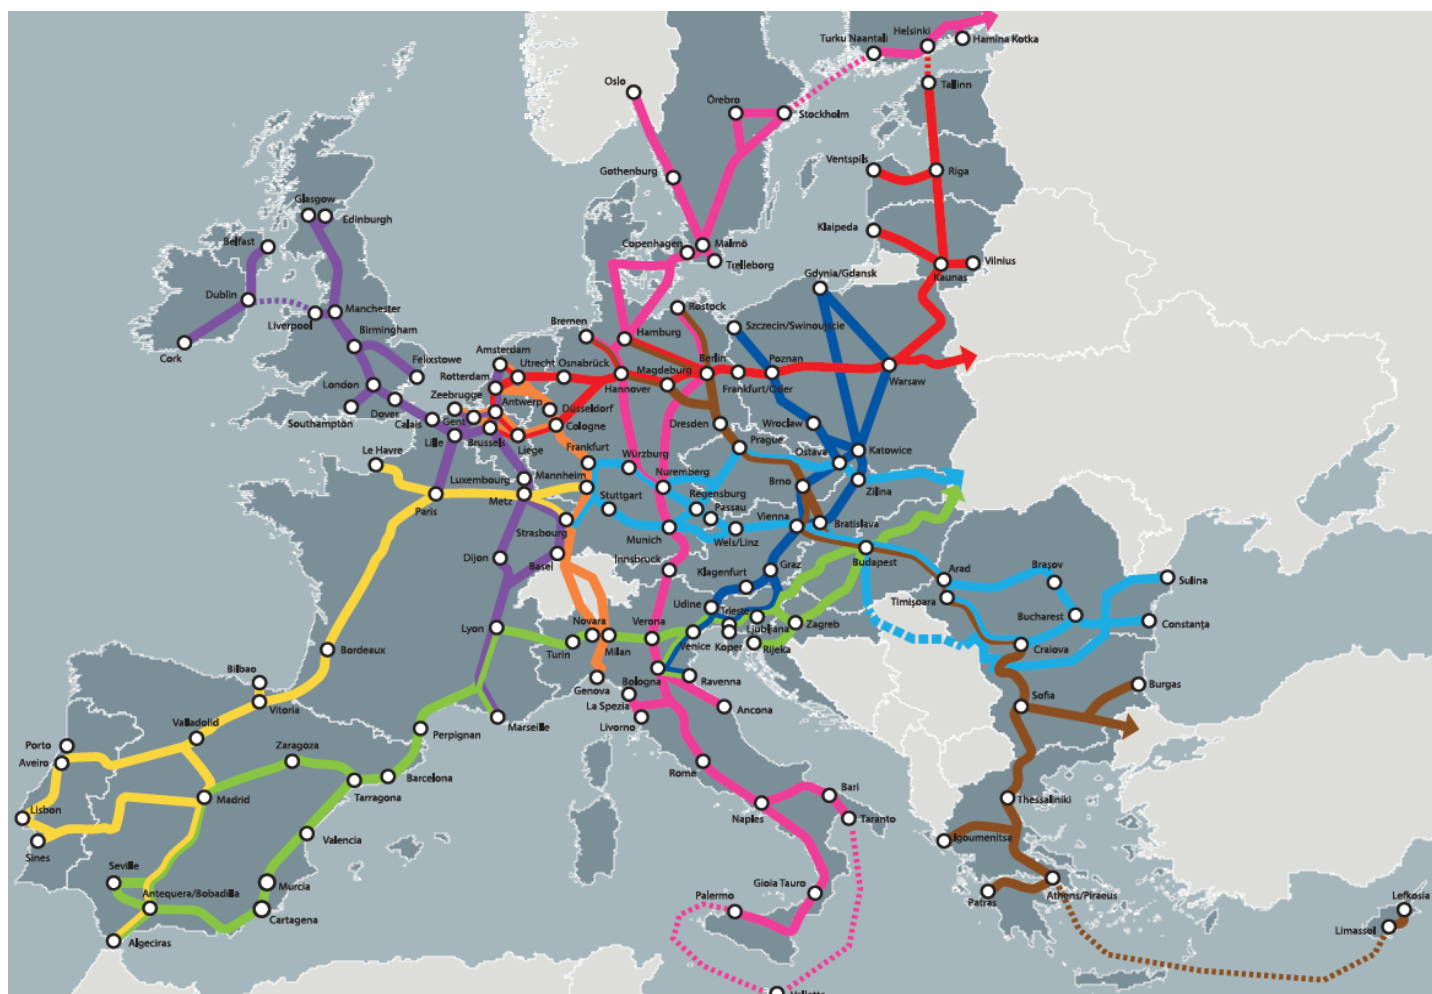 Helsinki
Turku Naantali
Hamina Kotka
Oslo
Tallinn
Örebro
Stockholm
Ventspils
Riga
Gothenburg
Glasgow
Edinburgh
Klaipeda
Belfast
Copenhagen
Malmö
Vilnius
Trelleborg
Kaunas
Gdynia/Gdansk
Dublin
Manchester
Rostock
Liverpool
Bremen
Szczecin/Swinoujscie
Birmingham
Hamburg
Cork
Amsterdam
Felixstowe
Utrecht
Osnabrück
Magdeburg
Berlin
Poznan
Warsaw
London
Rotterdam
Hannover
Frankfurt/Oder
Zeebrugge
Antwerp
Düsseldorf
Southampton
Dover
Calais
Gent
Cologne
Dresden
Wroclaw
Lille
Brussels
Liege
Frankfurt
Prague
Katowice
Le Havre
Würzburg
Ostava
Luxembourg
Mannheim
Nuremberg
Brno
Metz
Stuttgart
Regensburg
Zilina
Paris
Passau
Strasbourg
Vienna
Bratislava
Munich
Wels/Linz
Dijon
Basel
Innsbruck
Klagenfurt
Graz
Budapest
Arad
Braşov
Sulina
Timişoara
Udine
Trieste
Bucharest
Constanţa
Lyon
Novara
Verona
Ljubljana
Zagreb
Turin
Milan
Venice
Koper
Rijeka
Craiova
Bordeaux
Bilbao
Genova
Bologna
Ravenna
Burgas
Vitoria
La Spezia
Ancona
Sofia
Valladolid
Marseille
Livorno
Porto
Zaragoza
Perpignan
Aveiro
Rome
Barcelona
Madrid
Tarragona
Bari
Thessaliniki
Lisbon
Naples
Taranto
Valencia
Igoumenitsa
Sines
Seville
Murcia
Gioia Tauro
Antequera/Bobadilla
Palermo
Patras
Athens/Piraeus
Lefkosia
Cartagena
Limassol
Algeciras